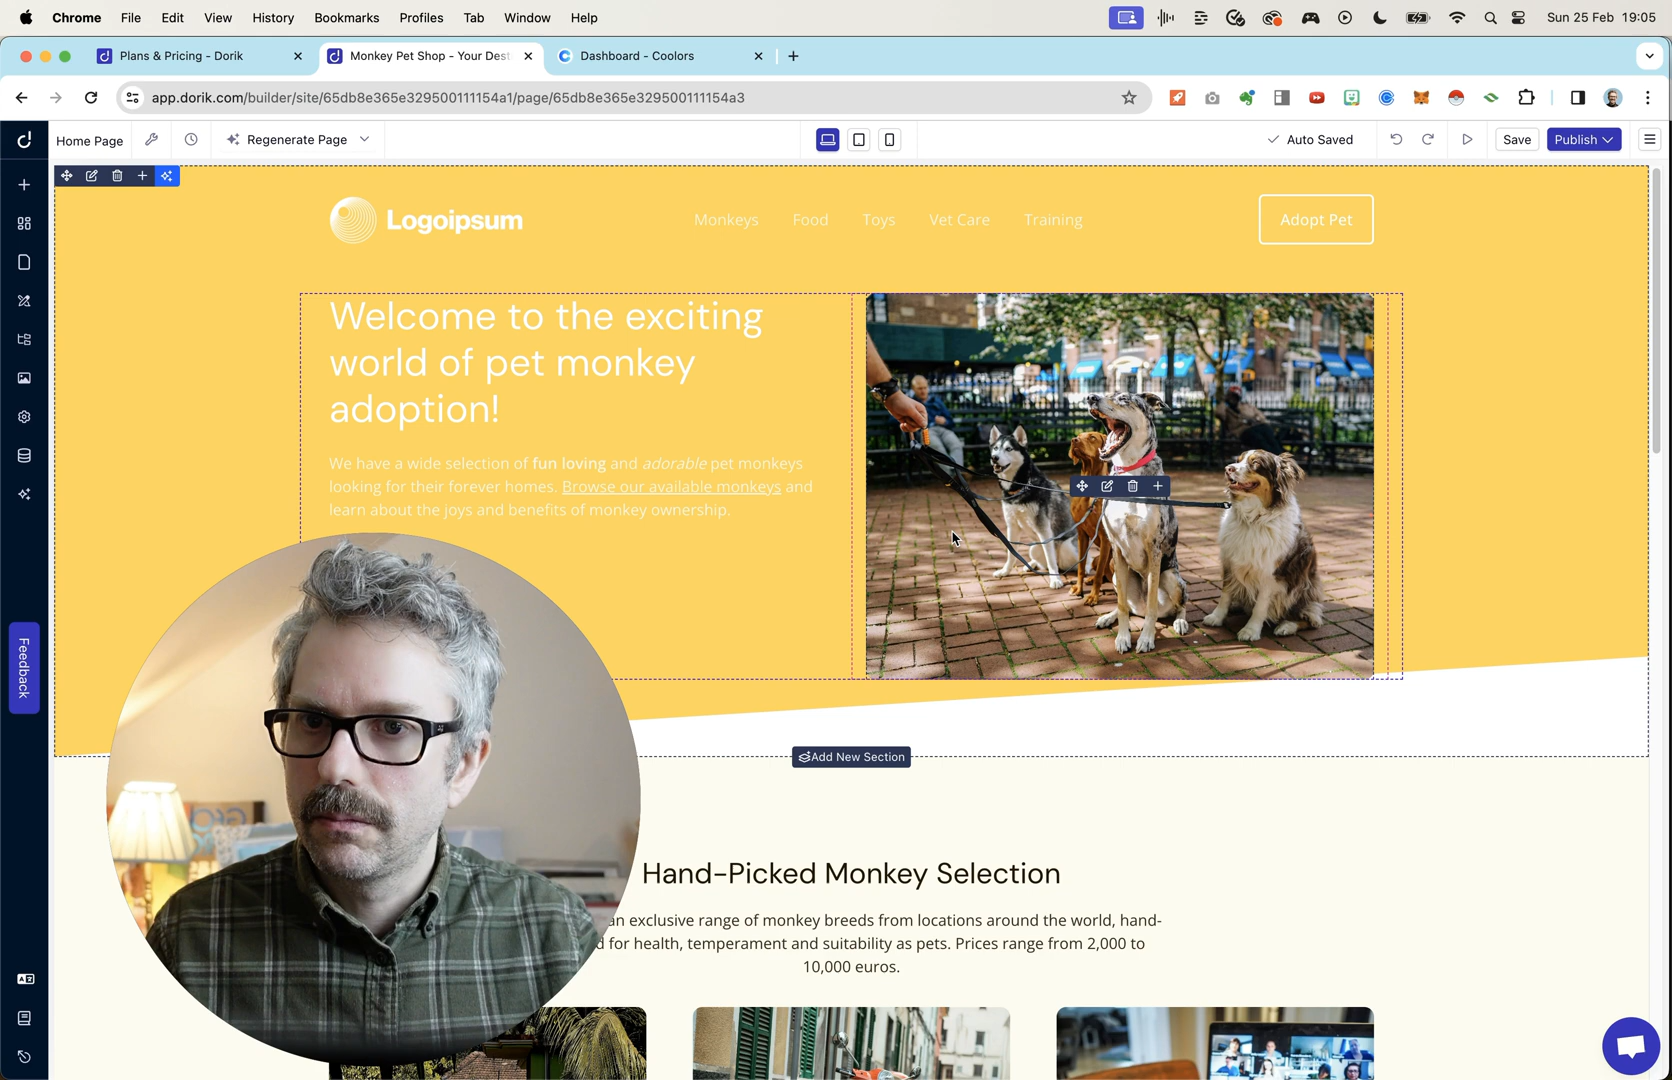 Chrome File Edit View History Bookmarks Profiles Tab Window Help
Sun 25 Feb 19:05
Plans & Pricing - Dorik
Monkey Pet Shop - Your Dest
Dashboard - Coolors
app.dorik.com/builder/site/65db8e365e329500111154a1/page/65db8e365e329500111154a3
Home Page
Regenerate Page
Auto Saved
Save
Publish
Logoipsum
Monkeys Food Toys Vet Care Training
Adopt Pet
Welcome to the exciting
world of pet monkey
adoption!
We have a wide selection of fun loving and adorable pet monkeys
looking for their forever homes. Browse our available monkeys and
learn about the joys and benefits of monkey ownership.
Feedback
Add New Section
Hand-Picked Monkey Selection
an exclusive range of monkey breeds from locations around the world, hand-
d for health, temperament and suitability as pets. Prices range from 2,000 to
10,000 euros.